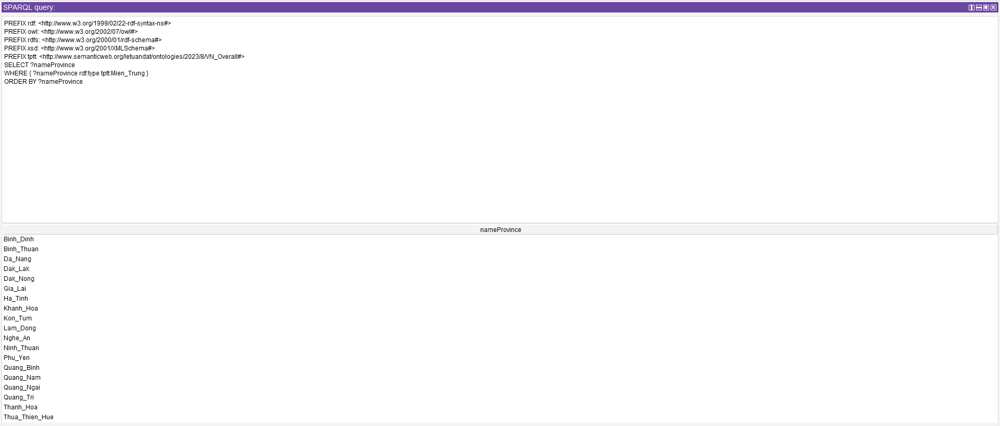 SPARQL query:
PREFIX rdf: <http://www.w3.org/1999/02/22-rdf-syntax-ns#>
PREFIX owl: <http://www.w3.org/2002/07/owl#>
PREFIX rdfs: <http://www.w3.org/2000/01/rdf-schema#>
PREFIX xsd: <http://www.w3.org/2001/XMLSchema#>
PREFIX tptt: <http://www.semanticweb.org/letuandat/ontologies/2023/8/VN_Overall#>
SELECT ?nameProvince
WHERE { ?nameProvince rdf:type tptt:Mien_Trung }
ORDER BY ?nameProvince
nameProvince
Binh_Dinh
Binh_Thuan
Da_Nang
Dak_Lak
Dak_Nong
Gia_Lai
Ha_Tinh
Khanh_Hoa
Kon_Tum
Lam_Dong
Nghe_An
Ninh_Thuan
Phu_Yen
Quang_Binh
Quang_Nam
Quang_Ngai
Quang_Tri
Thanh_Hoa
Thua_Thien_Hue